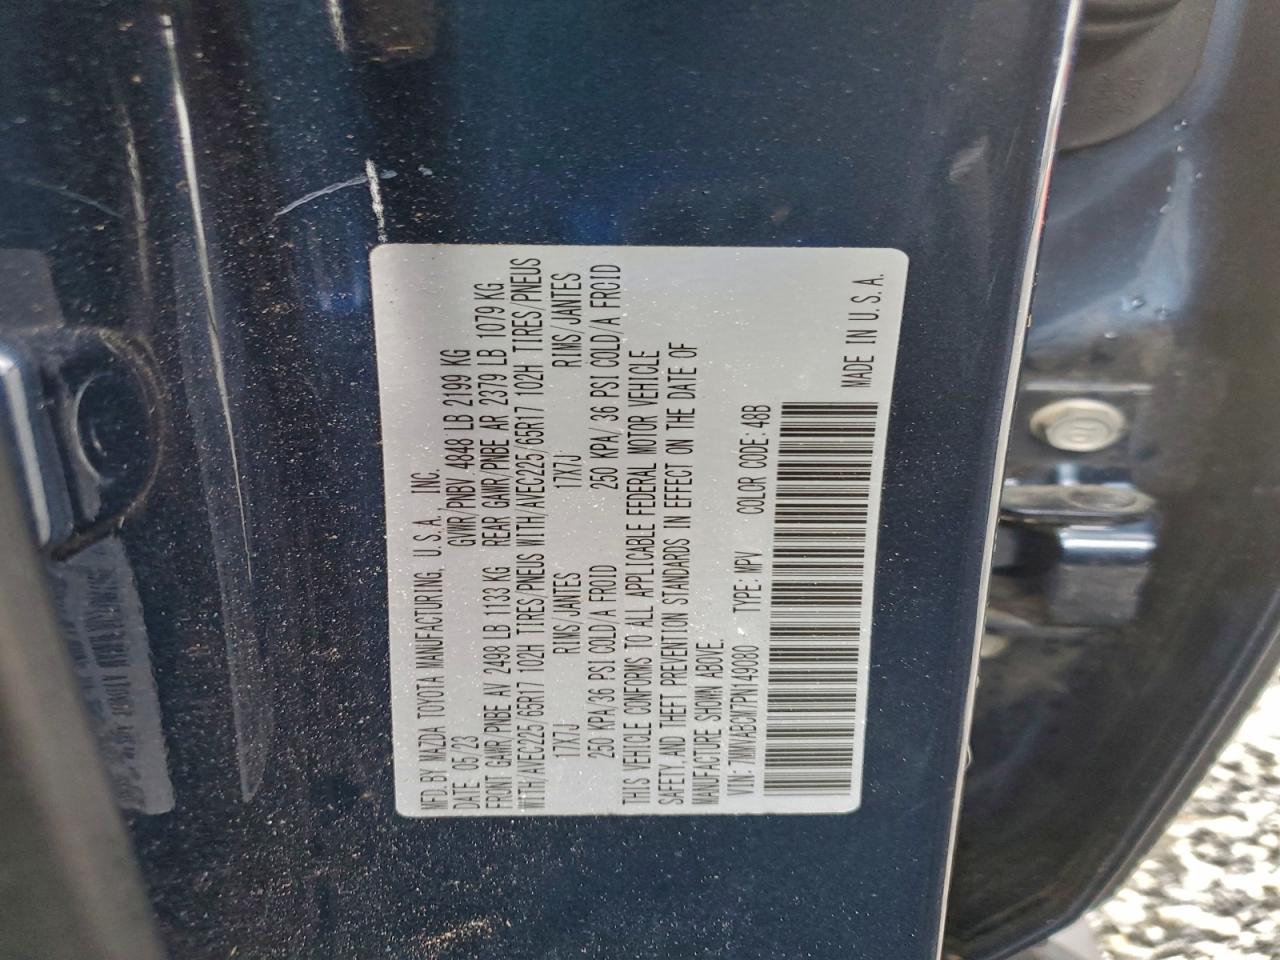 MFD. BY MAZDA TOYOTA MANUFACTURING, U.S.A., INC.
DATE 05/23 GVWR/PNBV 4848 LB 2199 KG
FRONT GAWR/PNBE AV 2498 LB 1133 KG REAR GAWR/PNBE AR 2379 LB 1079 KG
WITH/AVEC225/65R17 102H TIRES/PNEUS WITH/AVEC225/65R17 102H TIRES/PNEUS
17X7J RIMS/JANTES 17X7J RIMS/JANTES
250 KPA/36 PSI COLD/A FROID 250 KPA/36 PSI COLD/A FROID
THIS VEHICLE CONFORMS TO ALL APPLICABLE FEDERAL MOTOR VEHICLE
SAFETY AND THEFT PREVENTION STANDARDS IN EFFECT ON THE DATE OF
MANUFACTURE SHOWN ABOVE.
VIN: 7MMVABCW7PN149080 TYPE: MPV COLOR CODE: 48B
MADE IN U.S.A.